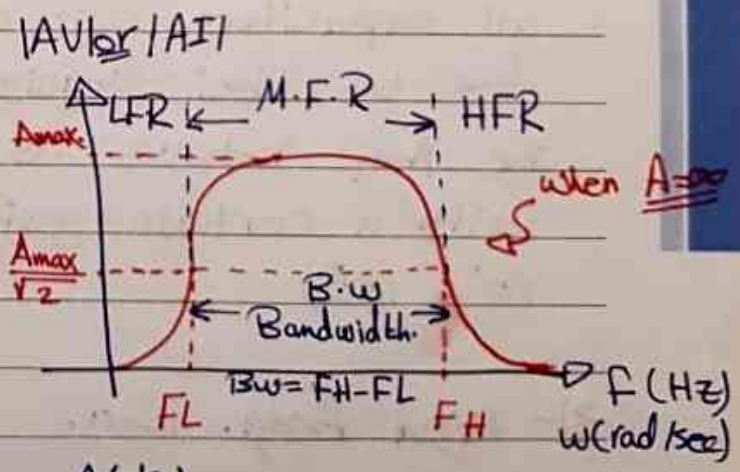 |AV|or |AI|
LFR M.F.R HFR
Amax
when A=∞
Amax
√2
B.w
Bandwidth.
Bw= FH-FL
FL FH
f (Hz)
w(rad/sec)